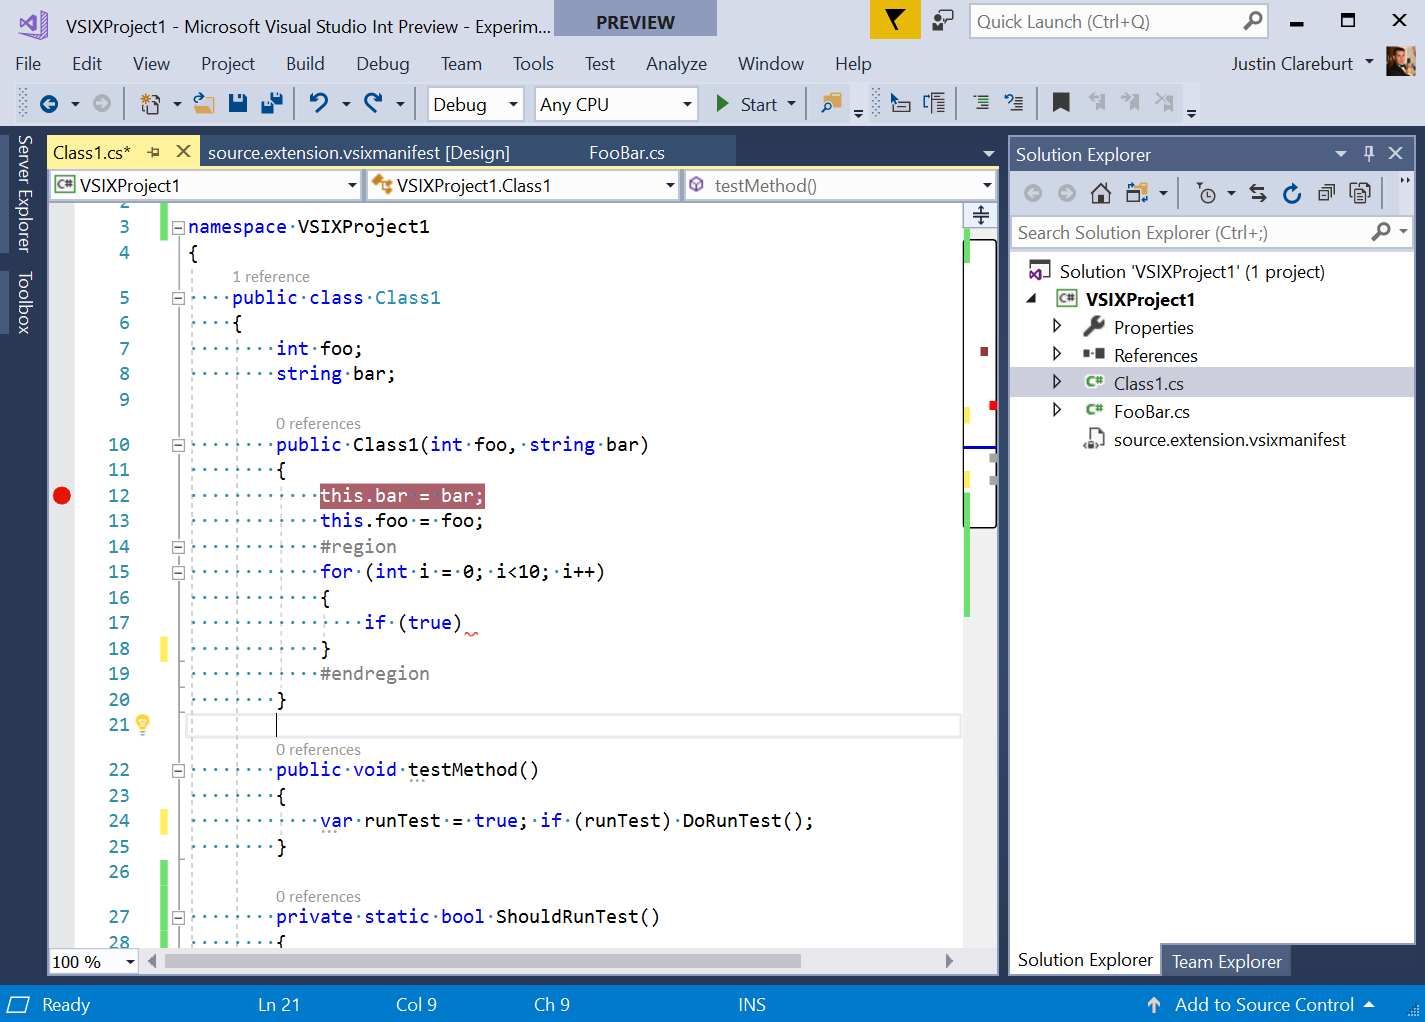 VSIXProject1 - Microsoft Visual Studio Int Preview - Experim...
PREVIEW
Quick Launch (Ctrl+Q)
File Edit View Project Build Debug Team Tools Test Analyze Window Help
Justin Clareburt
Debug Any CPU Start
Server Explorer
Toolbox
Class1.cs* source.extension.vsixmanifest [Design] FooBar.cs
C# VSIXProject1 VSIXProject1.Class1 testMethod()
2
3 namespace VSIXProject1
4 {
1 reference
5 public class Class1
6 {
7 int foo;
8 string bar;
9
0 references
10 public Class1(int foo, string bar)
11 {
12 this.bar = bar;
13 this.foo = foo;
14 #region
15 for (int i = 0; i<10; i++)
16 {
17 if (true)
18 }
19 #endregion
20 }
21
0 references
22 public void testMethod()
23 {
24 var runTest = true; if (runTest) DoRunTest();
25 }
26
0 references
27 private static bool ShouldRunTest()
28 {
100 %
Solution Explorer
Search Solution Explorer (Ctrl+;)
Solution 'VSIXProject1' (1 project)
C# VSIXProject1
Properties
References
C# Class1.cs
C# FooBar.cs
source.extension.vsixmanifest
Solution Explorer Team Explorer
Ready Ln 21 Col 9 Ch 9 INS Add to Source Control